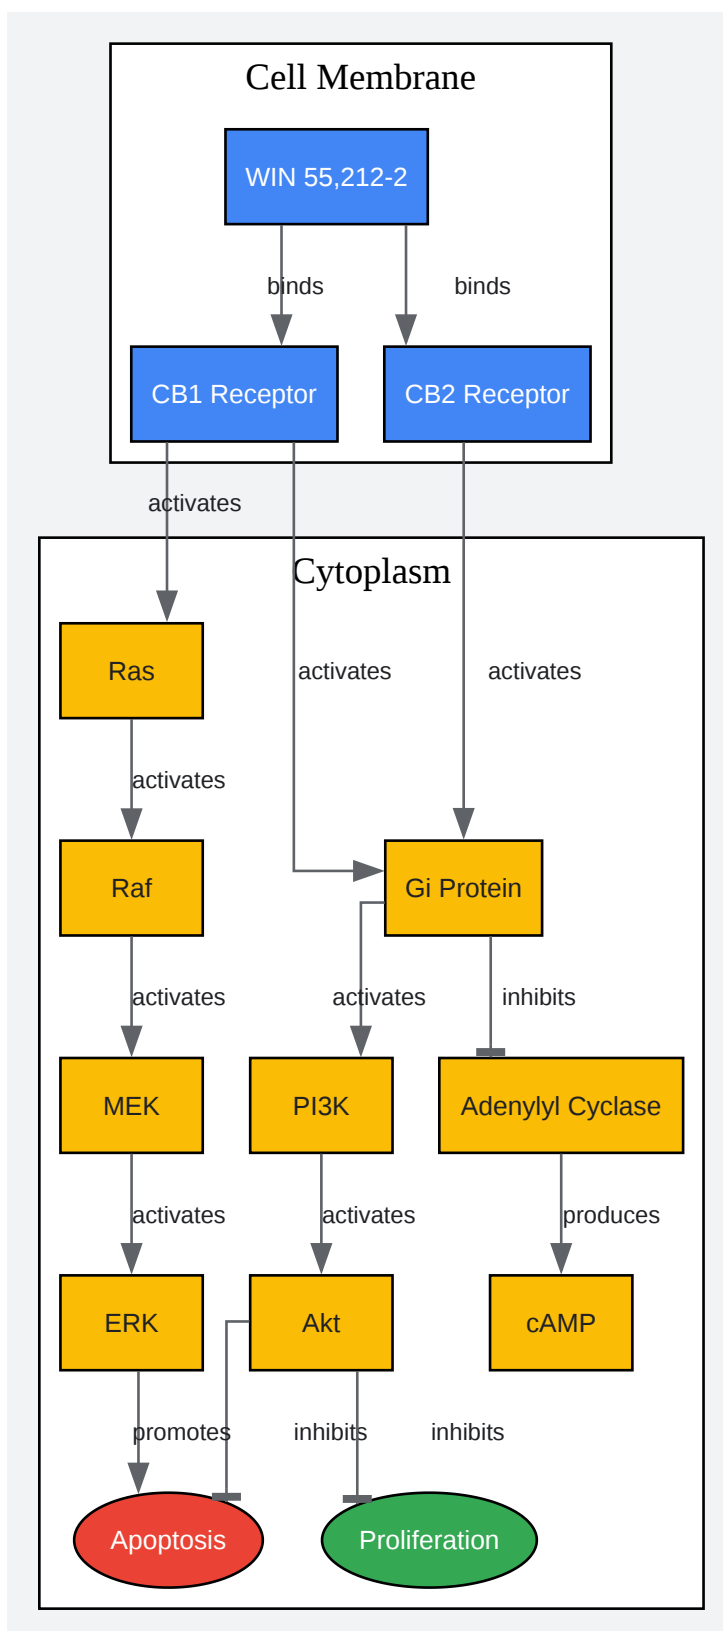 Cell Membrane
WIN 55,212-2
binds
binds
CB1 Receptor
CB2 Receptor
activates
Cytoplasm
Ras
activates
activates
activates
Raf
Gi Protein
activates
activates
inhibits
MEK
PI3K
Adenylyl Cyclase
activates
activates
produces
ERK
Akt
cAMP
promotes
inhibits
inhibits
Apoptosis
Proliferation